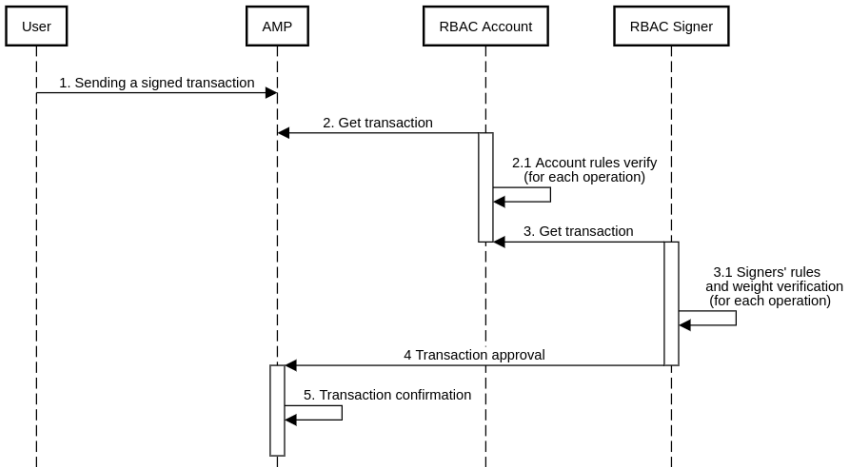 User
AMP
RBAC Account
RBAC Signer
1. Sending a signed transaction
2. Get transaction
2.1 Account rules verify
(for each operation)
3. Get transaction
3.1 Signers' rules
and weight verification
(for each operation)
4 Transaction approval
5. Transaction confirmation